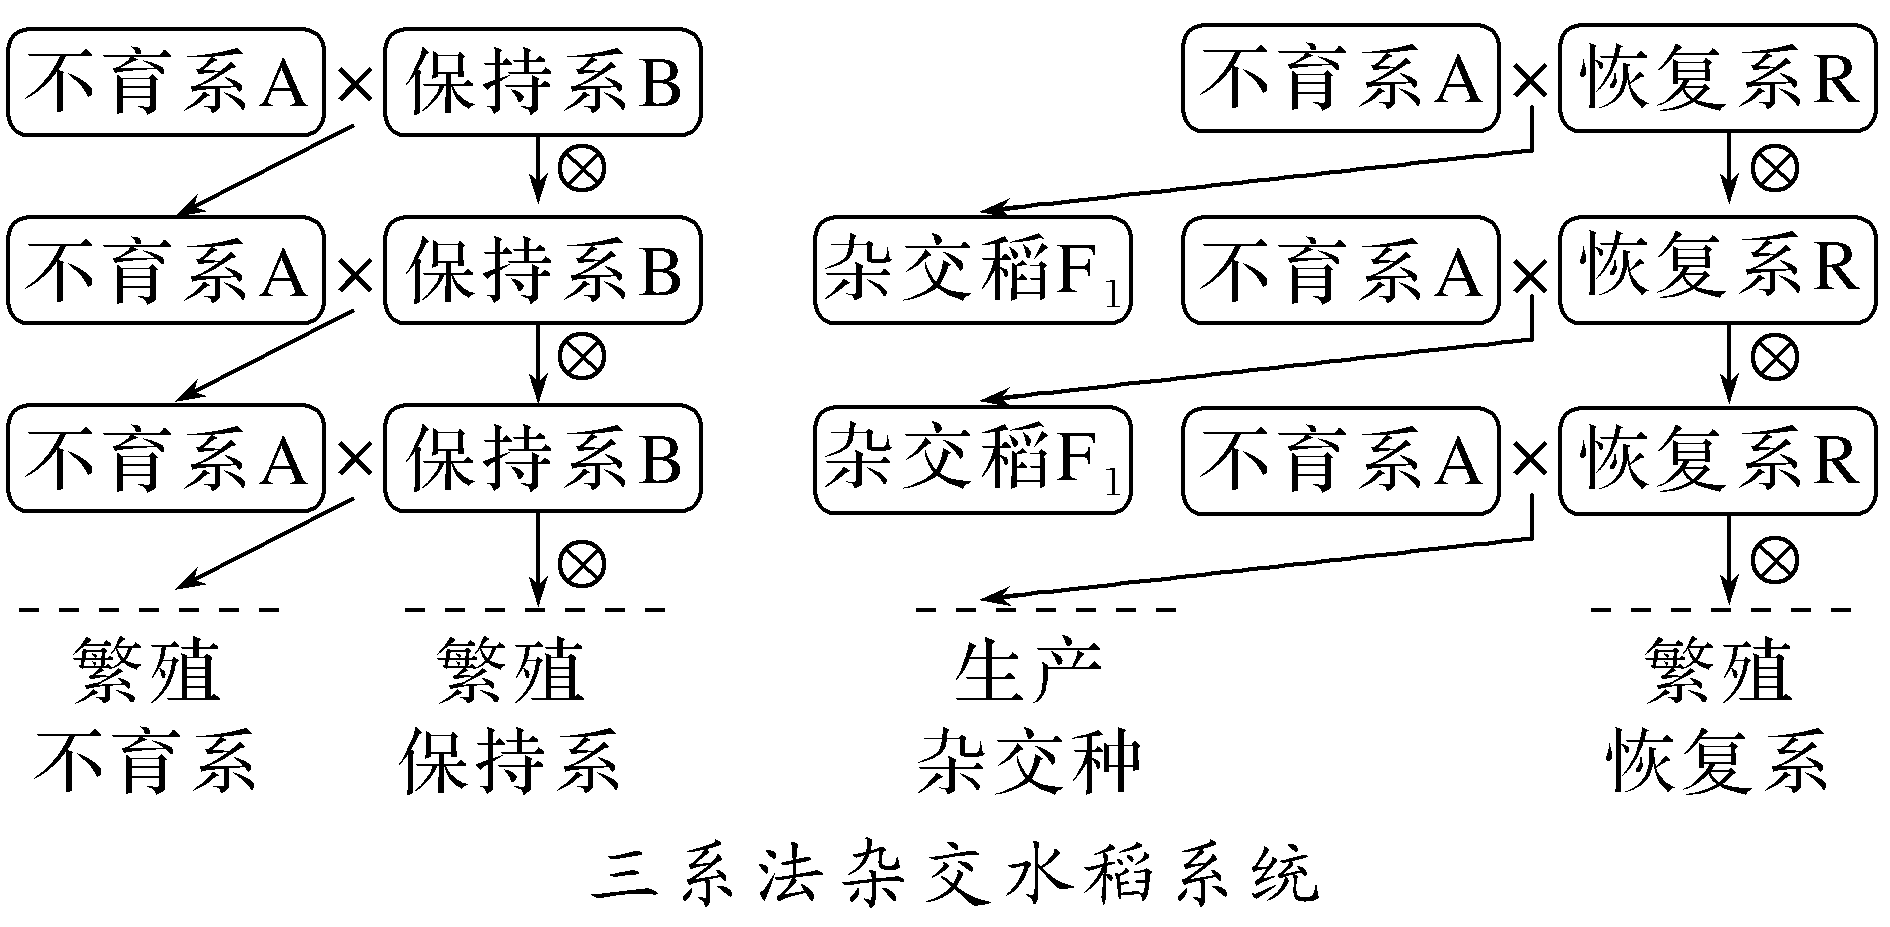 不育系A × 保持系B 不育系A × 恢复系R
⊗ ⊗
不育系A × 保持系B 杂交稻F₁ 不育系A × 恢复系R
⊗ ⊗
不育系A × 保持系B 杂交稻F₁ 不育系A × 恢复系R
⊗ ⊗
繁殖 繁殖 生产 繁殖
不育系 保持系 杂交种 恢复系
三系法杂交水稻系统